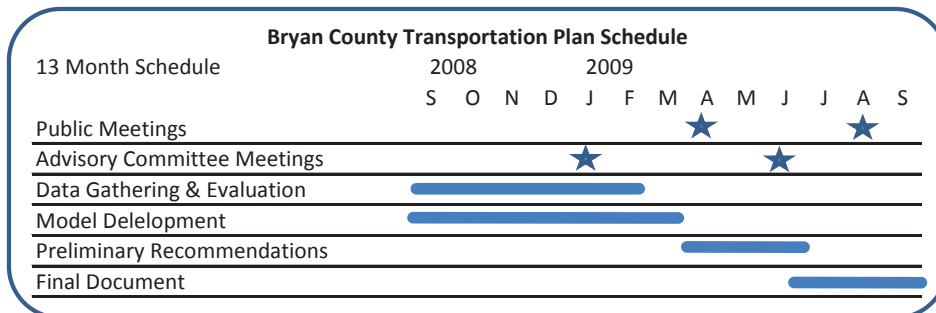 Bryan County Transportation Plan Schedule
13 Month Schedule 2008 2009
S O N D J F M A M J J A S
Public Meetings
Advisory Committee Meetings
Data Gathering & Evaluation
Model Delelopment
Preliminary Recommendations
Final Document